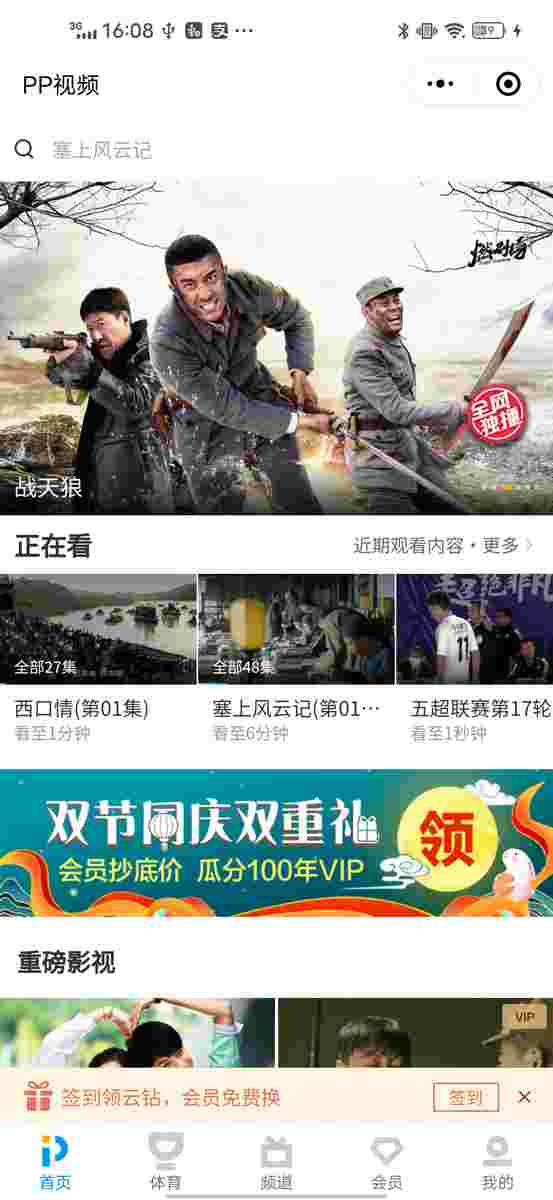 3G 16:08
PP视频
塞上风云记
燃烈局
全网
独播
战天狼
正在看
近期观看内容·更多
全部27集
全部48集
11
西口情(第01集)
塞上风云记(第01…
五超联赛第17轮
看至1分钟
看至6分钟
看至1秒钟
双节同庆双重礼
会员抄底价 瓜分100年VIP
领
重磅影视
VIP
签到领云钻，会员免费换
签到
首页
体育
频道
会员
我的